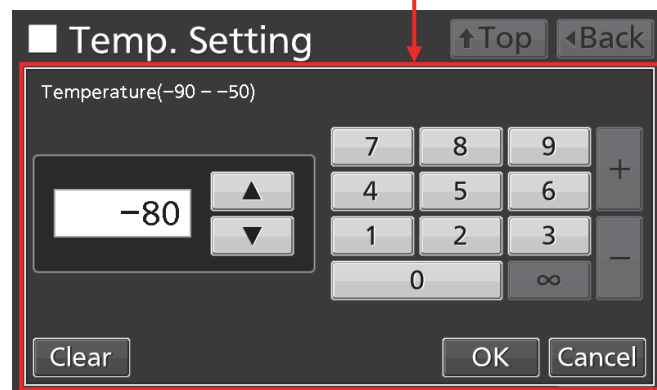 Temp. Setting
Top
Back
Temperature(−90 – −50)
−80
▲
▼
7 8 9 +
4 5 6
1 2 3 −
0 ∞
Clear
OK
Cancel